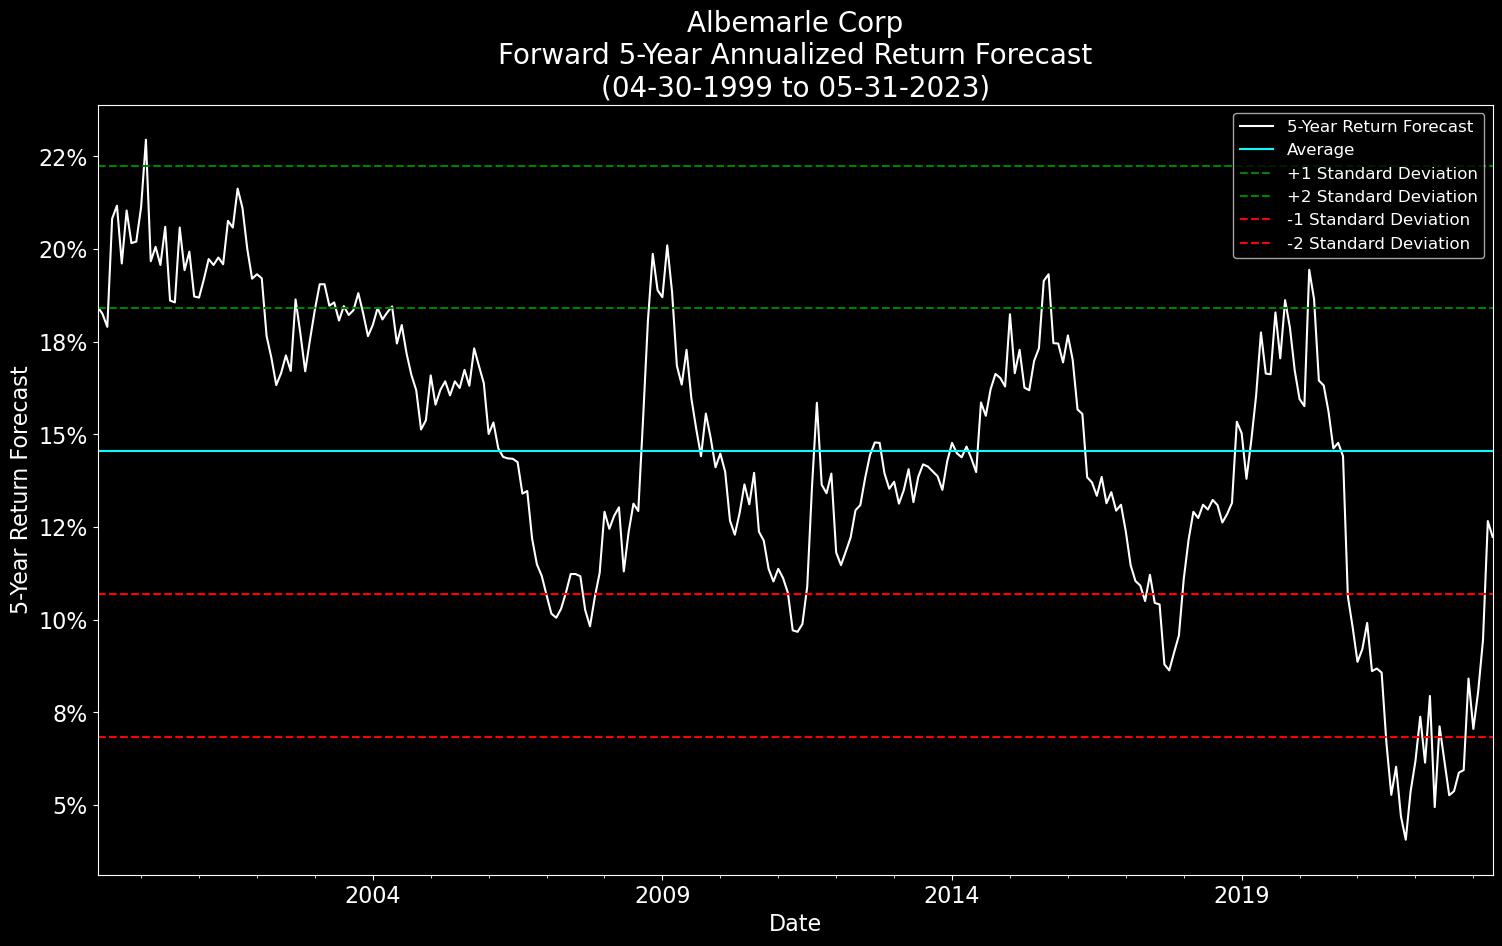 Albemarle Corp
Forward 5-Year Annualized Return Forecast
(04-30-1999 to 05-31-2023)
5-Year Return Forecast
Average
+1 Standard Deviation
+2 Standard Deviation
-1 Standard Deviation
-2 Standard Deviation
22%
20%
18%
15%
12%
10%
8%
5%
5-Year Return Forecast
2004
2009
2014
2019
Date